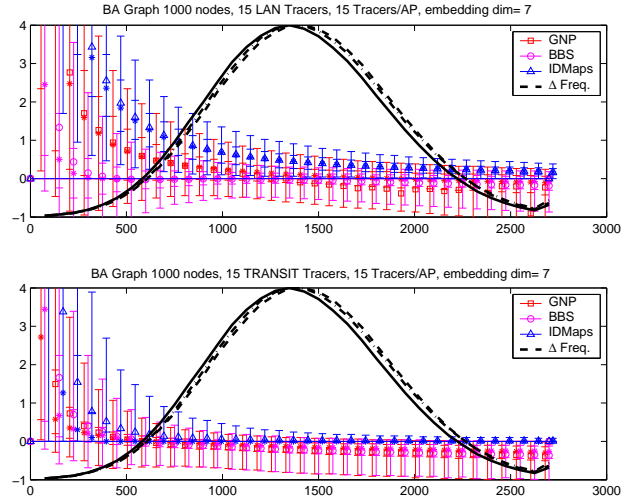 BA Graph 1000 nodes, 15 LAN Tracers, 15 Tracers/AP, embedding dim= 7
4
3
2
1
0
−1
GNP
BBS
IDMaps
Δ Freq.
0 500 1000 1500 2000 2500 3000
BA Graph 1000 nodes, 15 TRANSIT Tracers, 15 Tracers/AP, embedding dim= 7
4
3
2
1
0
−1
GNP
BBS
IDMaps
Δ Freq.
0 500 1000 1500 2000 2500 3000